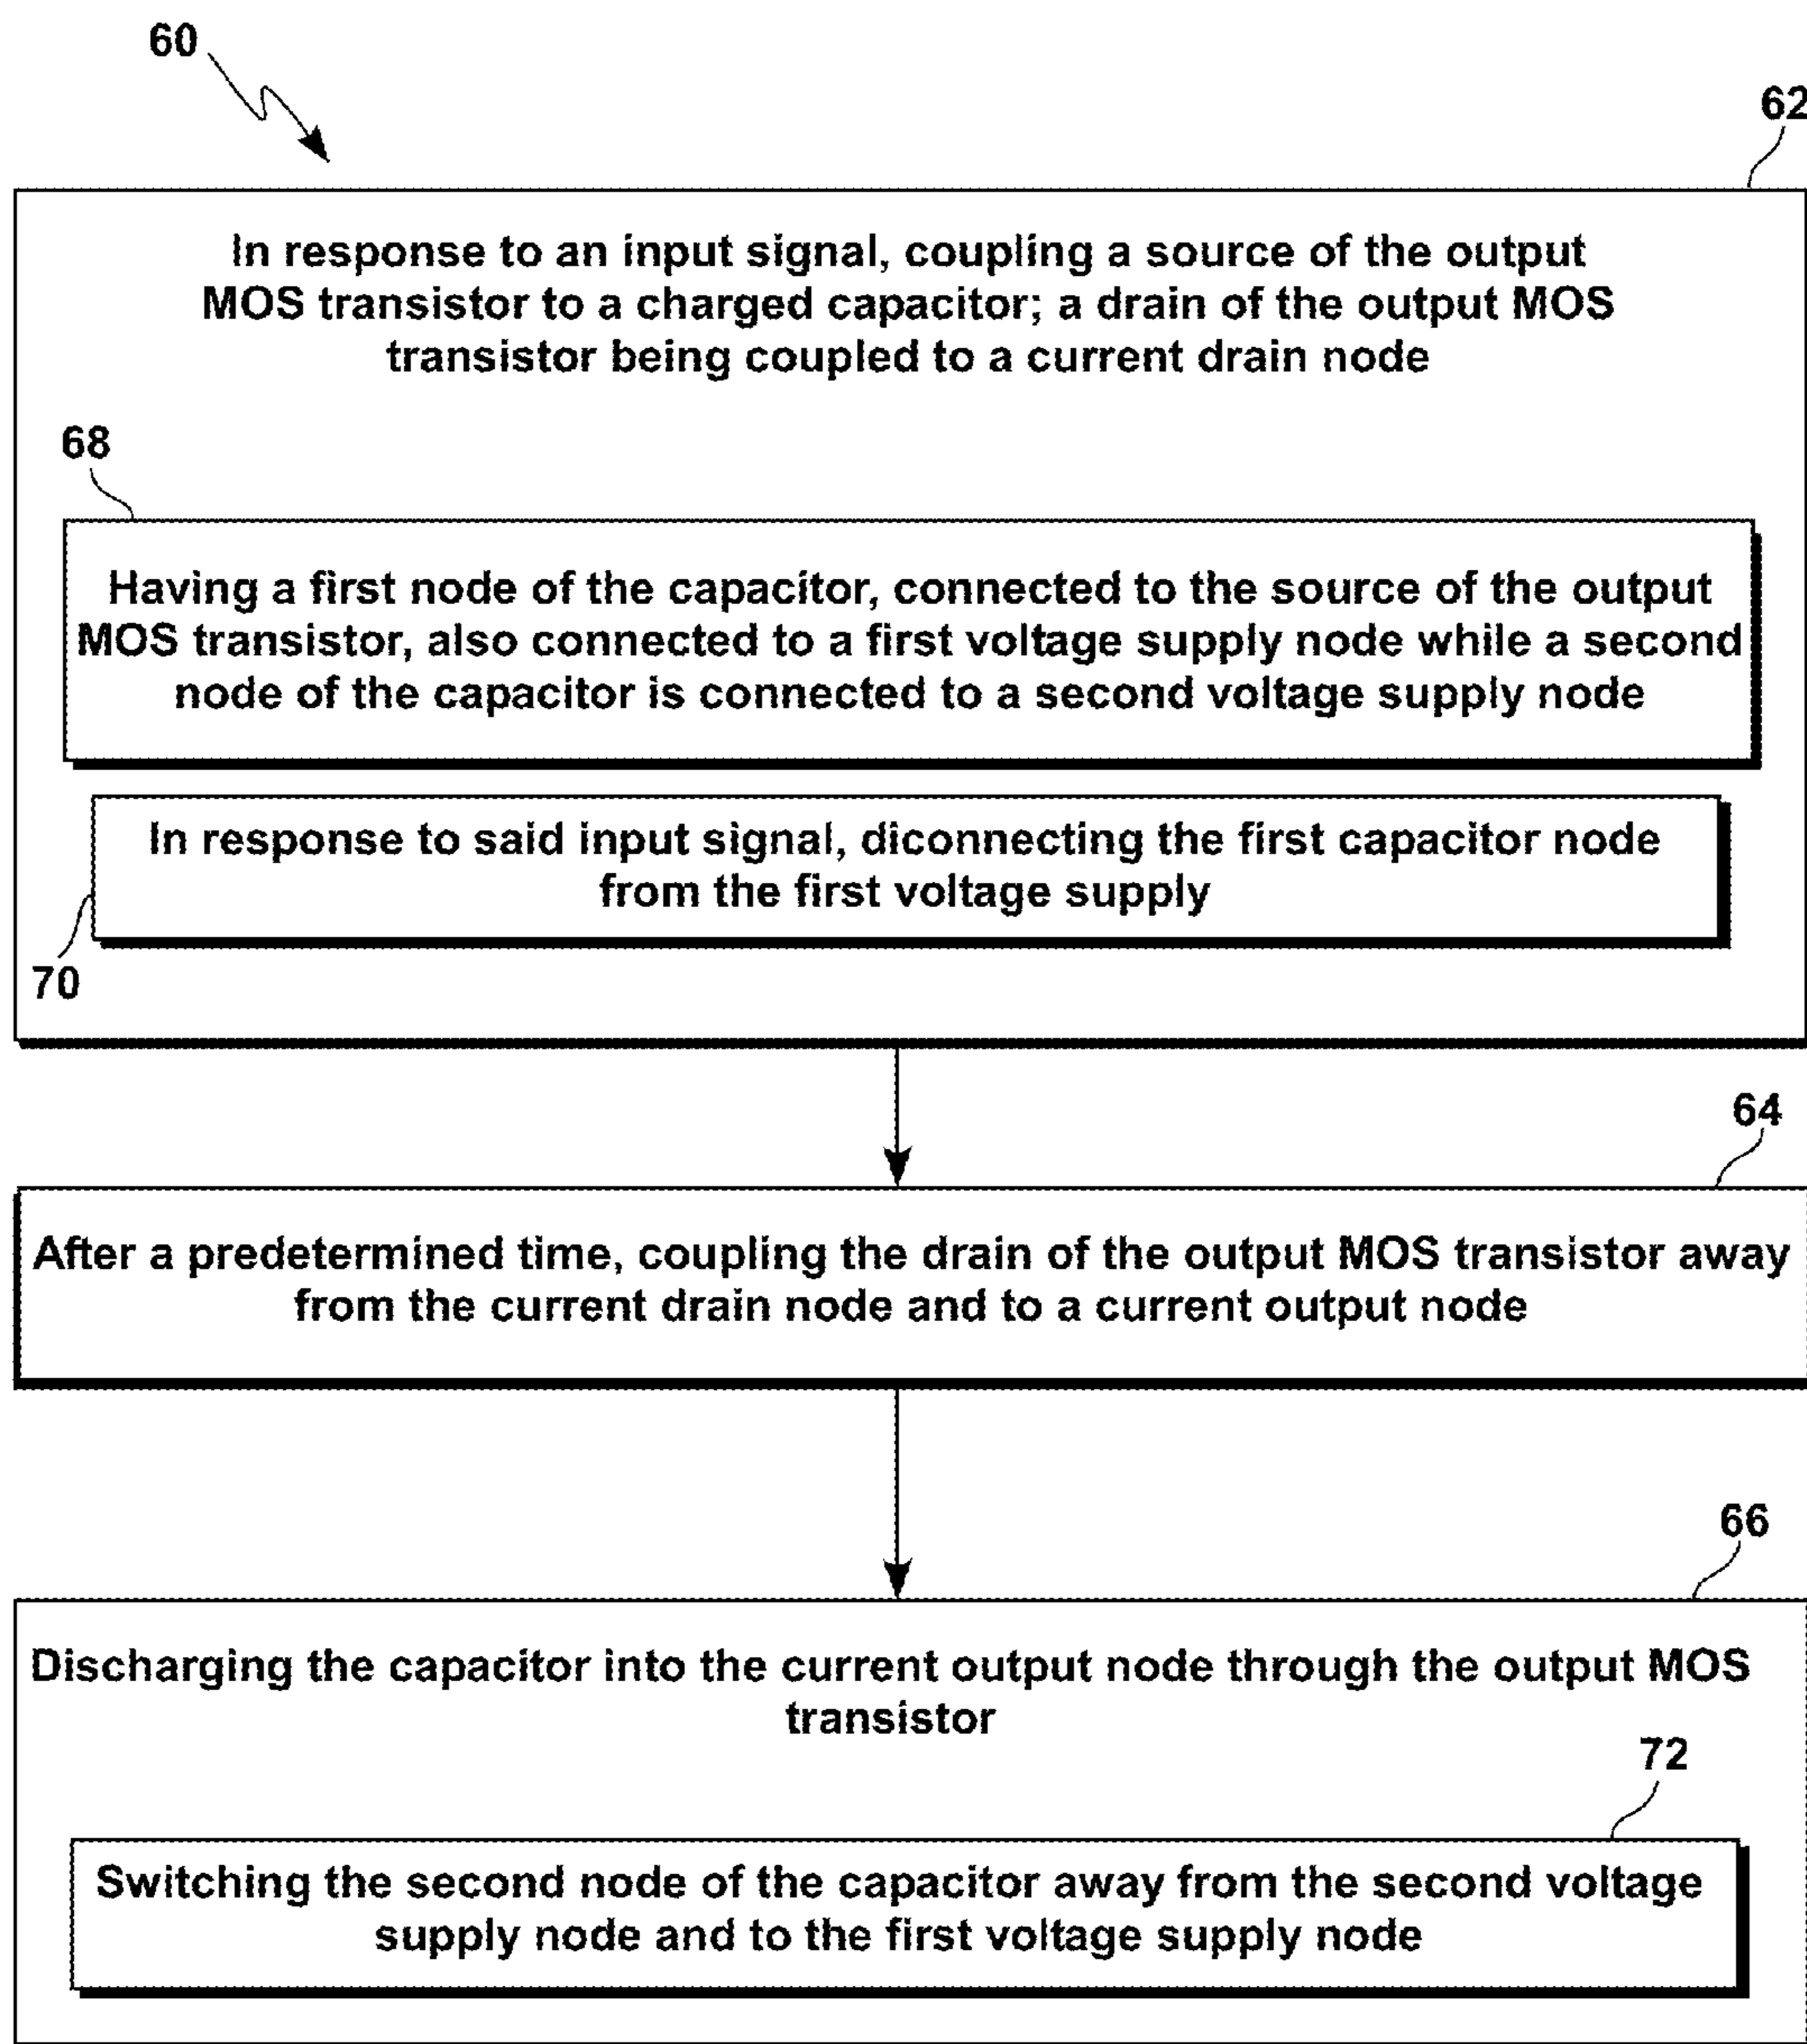 60
62
In response to an input signal, coupling a source of the output
MOS transistor to a charged capacitor; a drain of the output MOS
transistor being coupled to a current drain node
68
Having a first node of the capacitor, connected to the source of the output
MOS transistor, also connected to a first voltage supply node while a second
node of the capacitor is connected to a second voltage supply node
In response to said input signal, diconnecting the first capacitor node
from the first voltage supply
70
64
After a predetermined time, coupling the drain of the output MOS transistor away
from the current drain node and to a current output node
66
Discharging the capacitor into the current output node through the output MOS
transistor
72
Switching the second node of the capacitor away from the second voltage
supply node and to the first voltage supply node